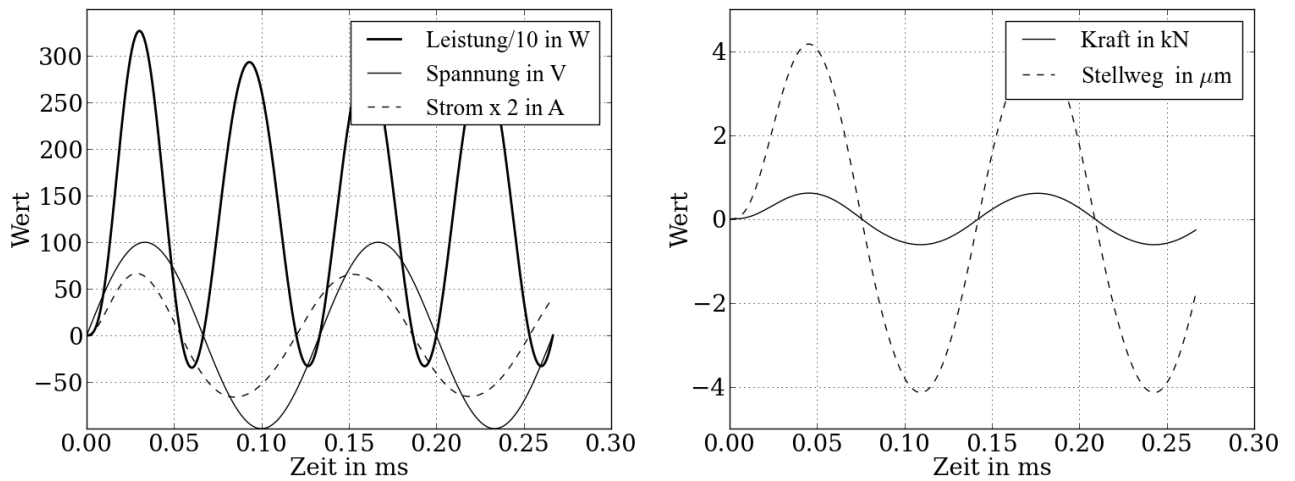 300
250
200
150
100
50
0
−50
Wert
0.00 0.05 0.10 0.15 0.20 0.25 0.30
Zeit in ms
Leistung/10 in W
Spannung in V
Strom x 2 in A
4
2
0
−2
−4
Wert
0.00 0.05 0.10 0.15 0.20 0.25 0.30
Zeit in ms
Kraft in kN
Stellweg in μm